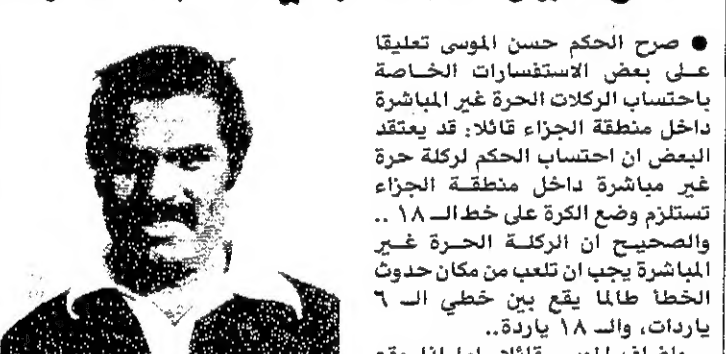 ● صرح الحكم حسن الموسى تعليقا
على بعض الاستفسارات الخاصة
باحتساب الركلات الحرة غير المباشرة
داخل منطقة الجزاء قائلا: قد يعتقد
البعض ان احتساب الحكم لركلة حرة
غير مباشرة داخل منطقة الجزاء
تستلزم وضع الكرة على خط الـ ١٨ ..
والصحيح ان الركلة الحرة غير
المباشرة يجب ان تلعب من مكان حدوث
الخطأ طالما يقع بين خطي الـ ٦
ياردات، والـ ١٨ ياردة..